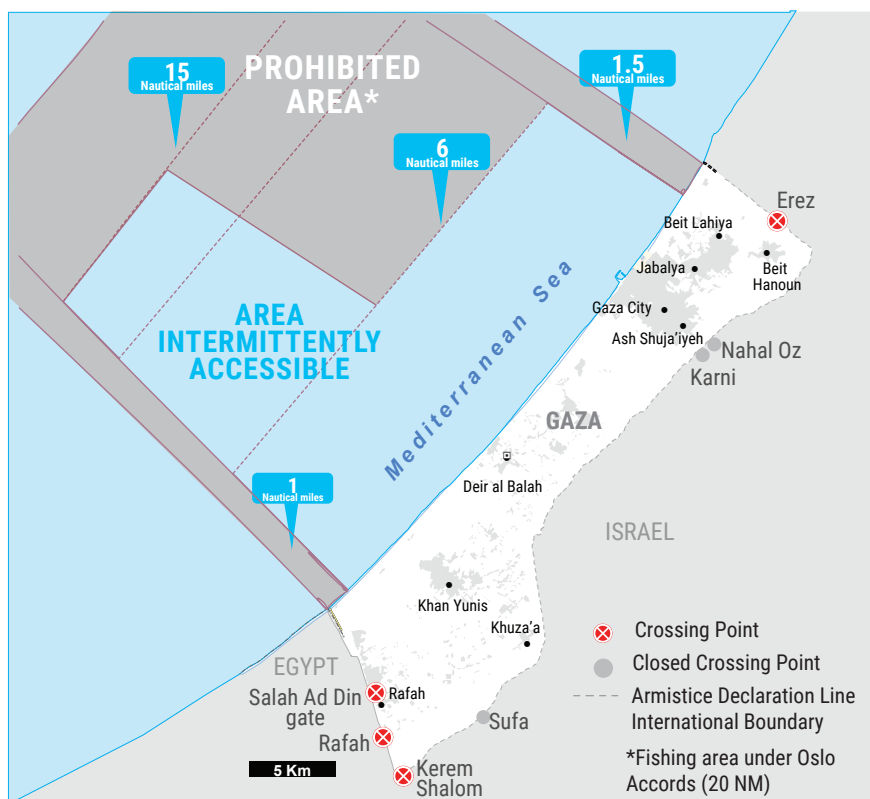 15
Nautical miles
PROHIBITED
AREA*
1.5
Nautical miles
6
Nautical miles
Erez
Beit Lahiya
Jabalya
Beit
Hanoun
Gaza City
Ash Shuja'iyeh
Nahal Oz
Karni
AREA
INTERMITTENTLY
ACCESSIBLE
Mediterranean Sea
GAZA
Deir al Balah
1
Nautical miles
ISRAEL
Khan Yunis
Khuza'a
EGYPT
Salah Ad Din
gate
Rafah
Sufa
Rafah
Kerem
Shalom
5 Km
Crossing Point
Closed Crossing Point
Armistice Declaration Line
International Boundary
*Fishing area under Oslo
Accords (20 NM)